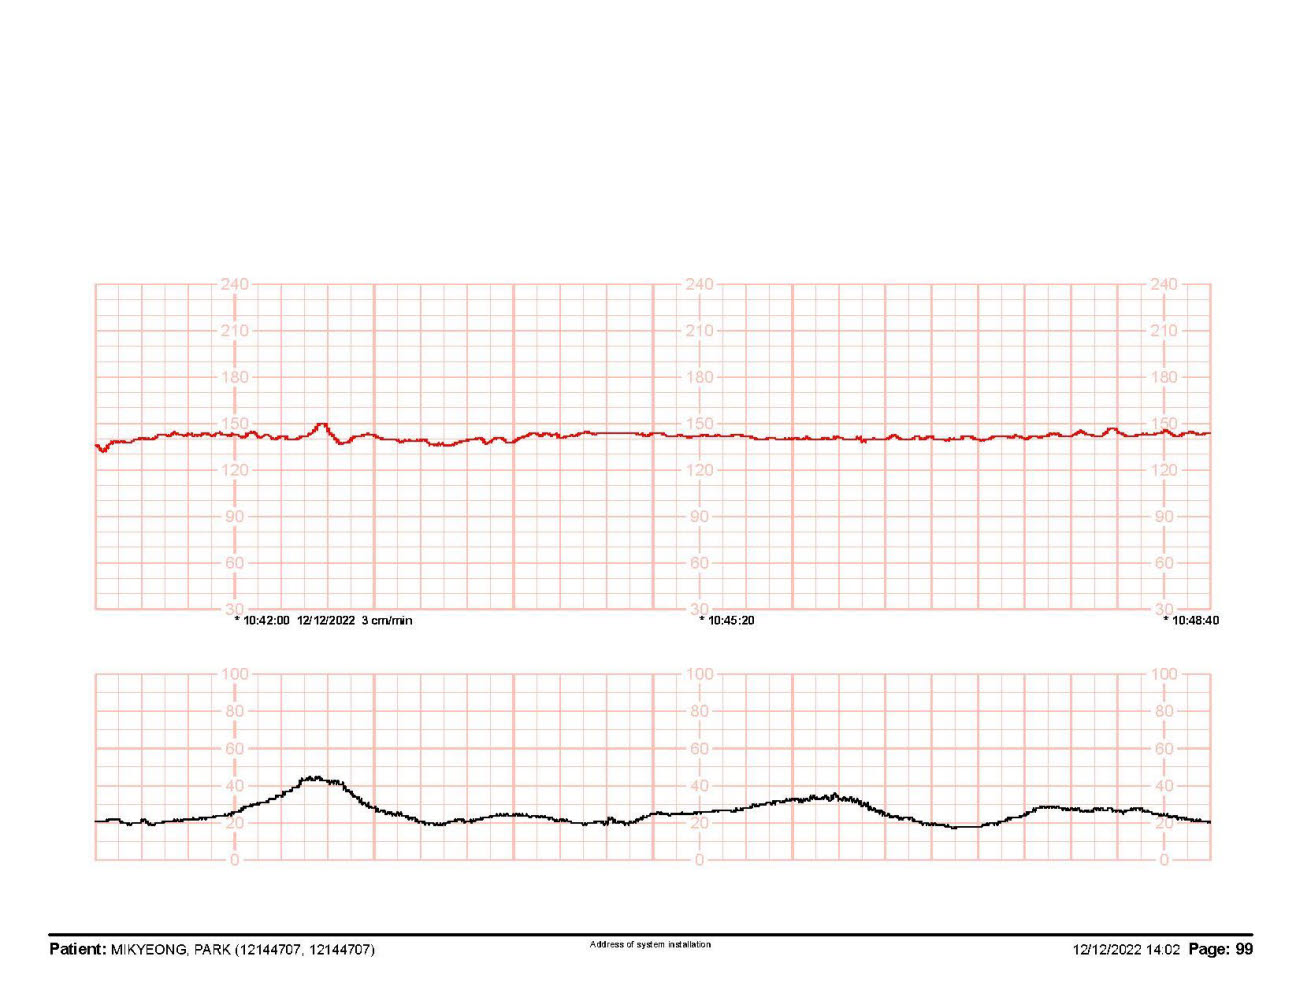 240 240 240
210 210 210
180 180 180
150 150 150
120 120 120
90 90 90
60 60 60
30 30 30
* 10:42:00 12/12/2022 3 cm/min * 10:45:20 * 10:48:40
100 100 100
80 80 80
60 60 60
40 40 40
20 20 20
0 0 0
Patient: MIKYEONG, PARK (12144707, 12144707) Address of system installation 12/12/2022 14:02 Page: 99